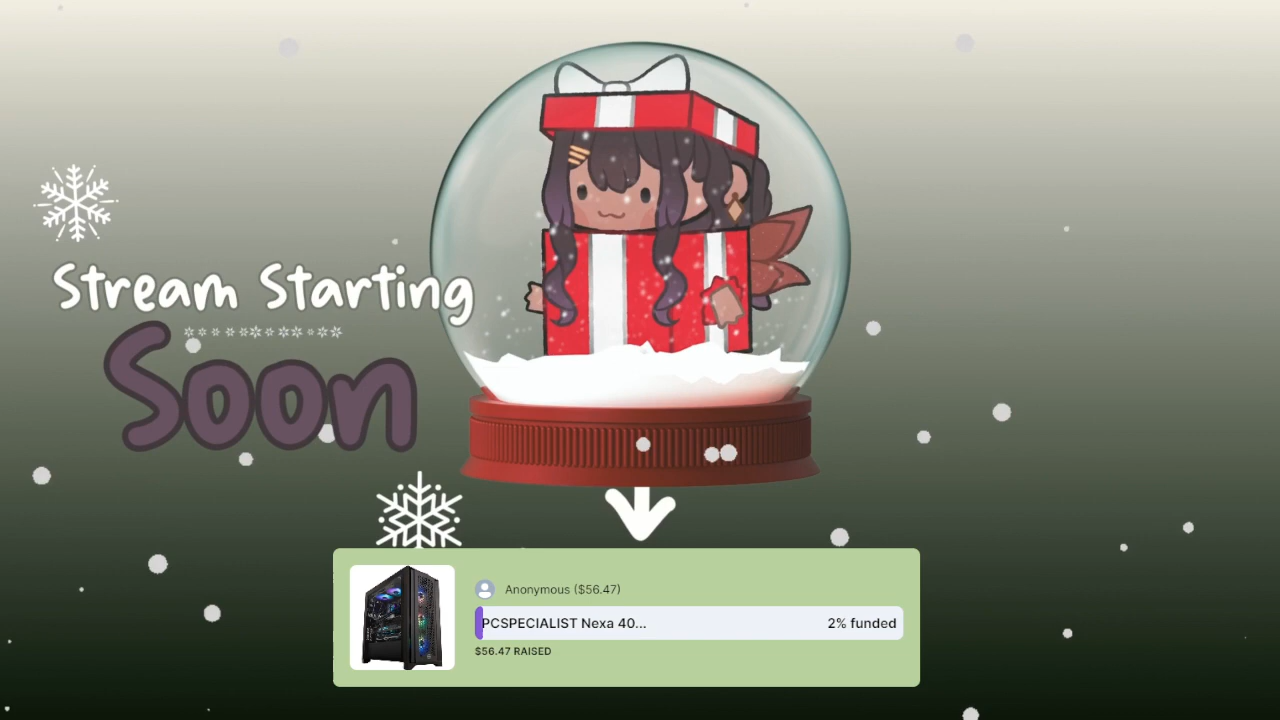 Stream Starting
Soon
Anonymous ($56.47)
PCSPECIALIST Nexa 40... 2% funded
$56.47 RAISED